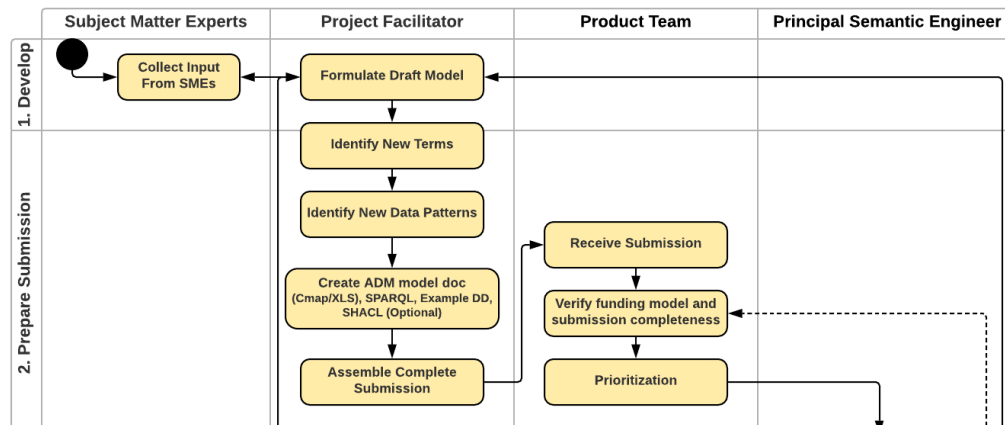 Subject Matter Experts
Project Facilitator
Product Team
Principal Semantic Engineer
1. Develop
Collect Input
From SMEs
Formulate Draft Model
2. Prepare Submission
Identify New Terms
Identify New Data Patterns
Create ADM model doc
(Cmap/XLS), SPARQL, Example DD,
SHACL (Optional)
Assemble Complete
Submission
Receive Submission
Verify funding model and
submission completeness
Prioritization